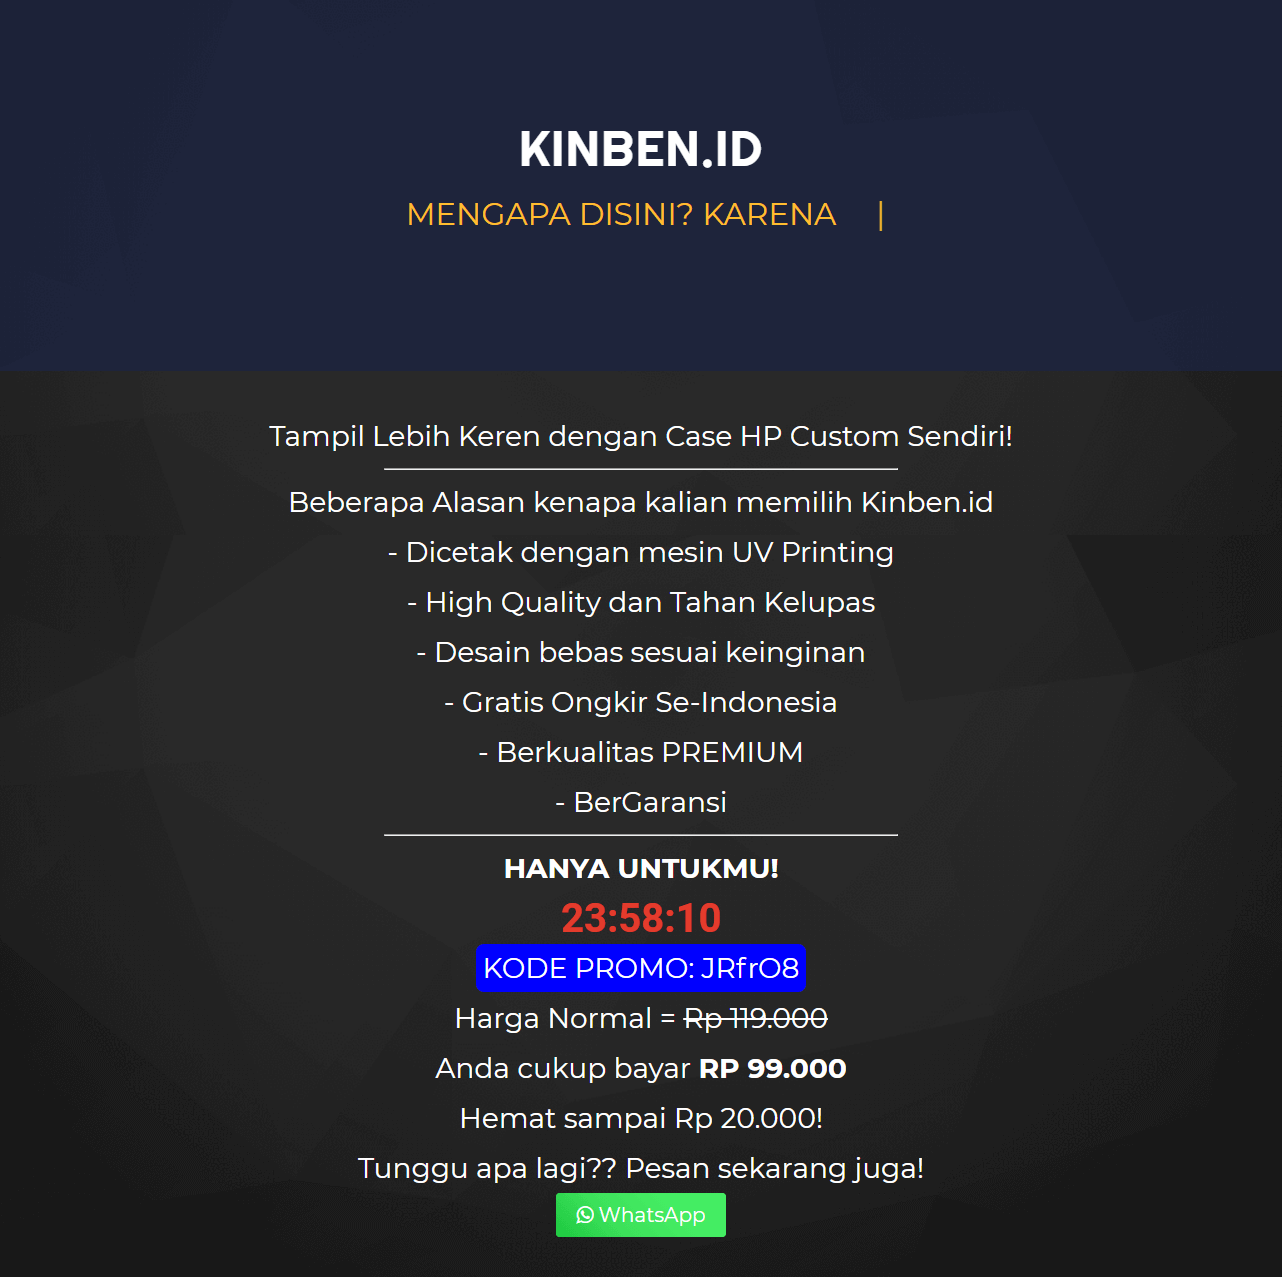 KINBEN.ID
MENGAPA DISINI? KARENA |
Tampil Lebih Keren dengan Case HP Custom Sendiri!
Beberapa Alasan kenapa kalian memilih Kinben.id
- Dicetak dengan mesin UV Printing
- High Quality dan Tahan Kelupas
- Desain bebas sesuai keinginan
- Gratis Ongkir Se-Indonesia
- Berkualitas PREMIUM
- BerGaransi
HANYA UNTUKMU!
23:58:10
KODE PROMO: JRfrO8
Harga Normal = Rp 119.000
Anda cukup bayar RP 99.000
Hemat sampai Rp 20.000!
Tunggu apa lagi?? Pesan sekarang juga!
WhatsApp